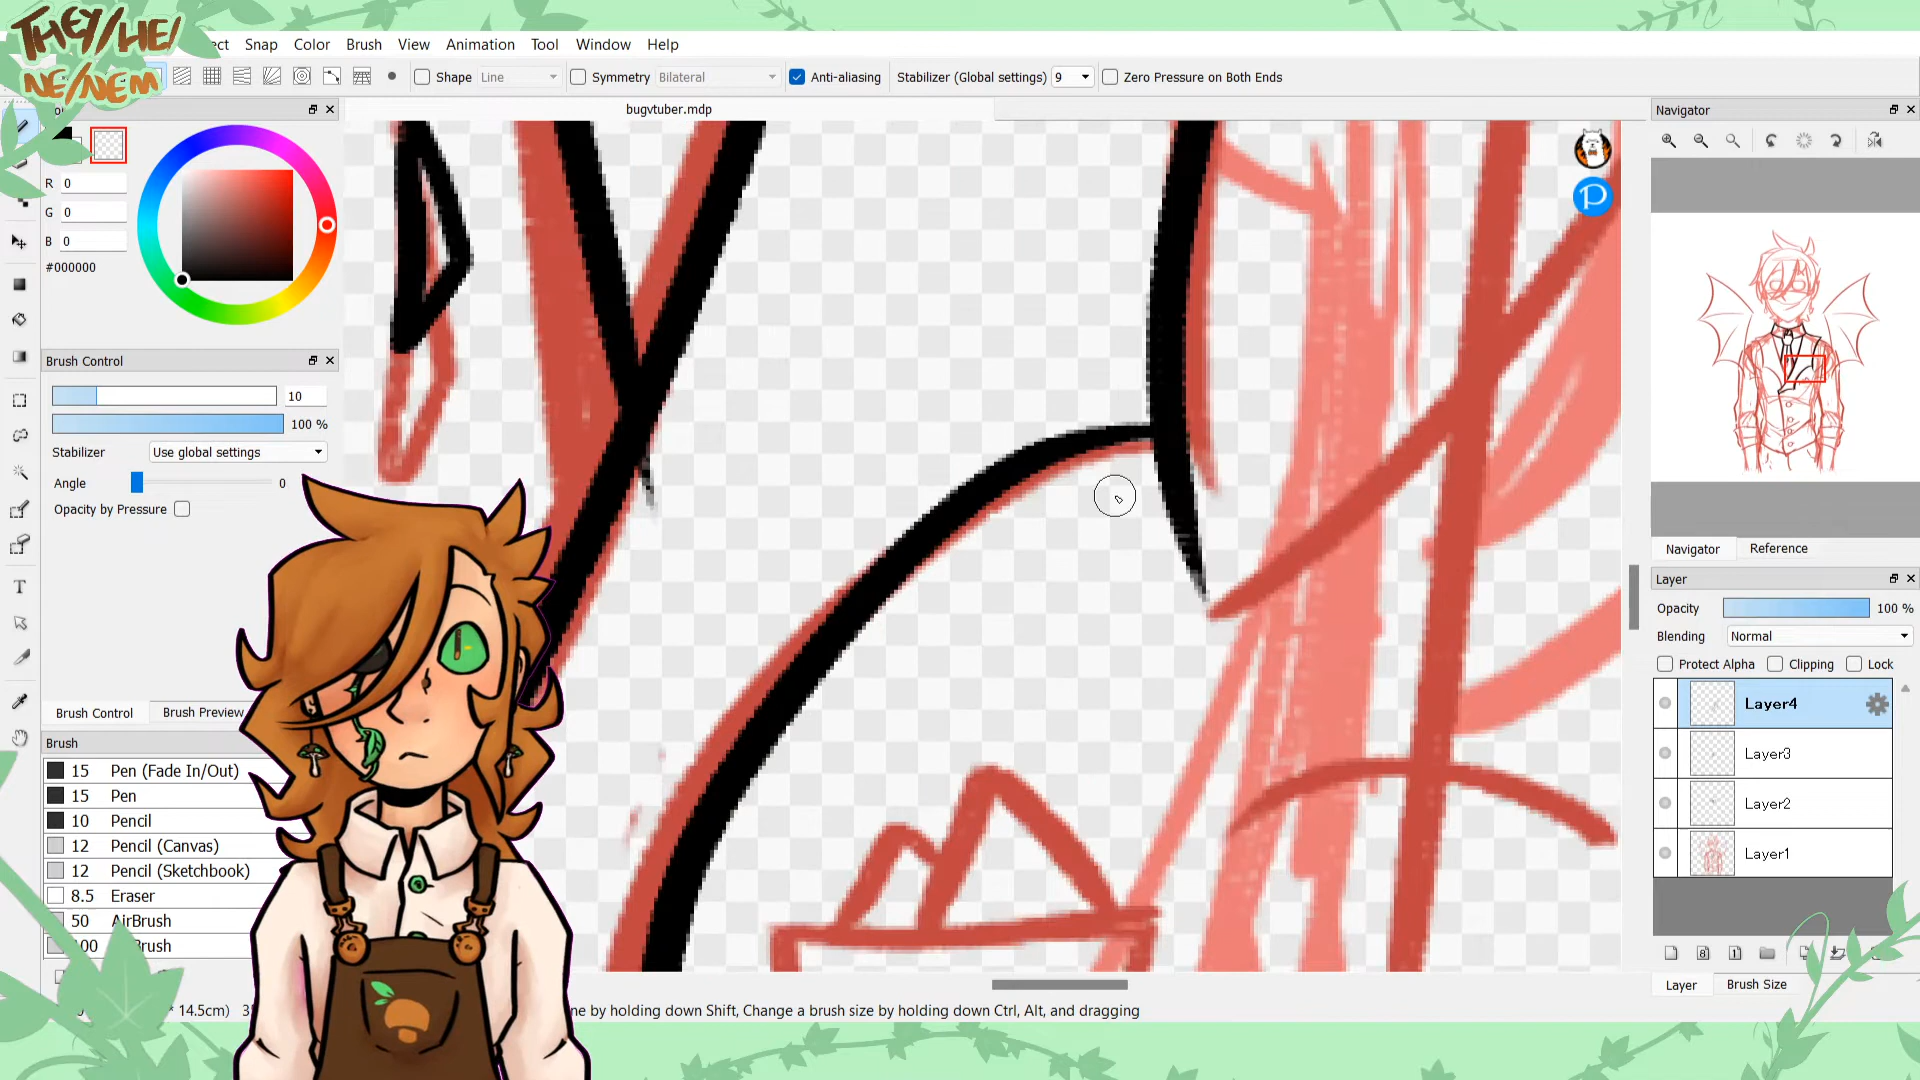 THEY/HE/
NE/NEM
ect Snap Color Brush View Animation Tool Window Help
Shape Line Symmetry Bilateral Anti-aliasing Stabilizer (Global settings) 9 Zero Pressure on Both Ends
bugvtuber.mdp
Navigator
R 0
G 0
B 0
#000000
Brush Control
10
100 %
Stabilizer Use global settings
Angle 0
Opacity by Pressure
Brush Control Brush Preview
Brush
15 Pen (Fade In/Out)
15 Pen
10 Pencil
12 Pencil (Canvas)
12 Pencil (Sketchbook)
8.5 Eraser
50 AirBrush
100 Brush
Navigator Reference
Layer
Opacity 100 %
Blending Normal
Protect Alpha Clipping Lock
Layer4
Layer3
Layer2
Layer1
8 1
Layer Brush Size
* 14.5cm) 3
ne by holding down Shift, Change a brush size by holding down Ctrl, Alt, and dragging